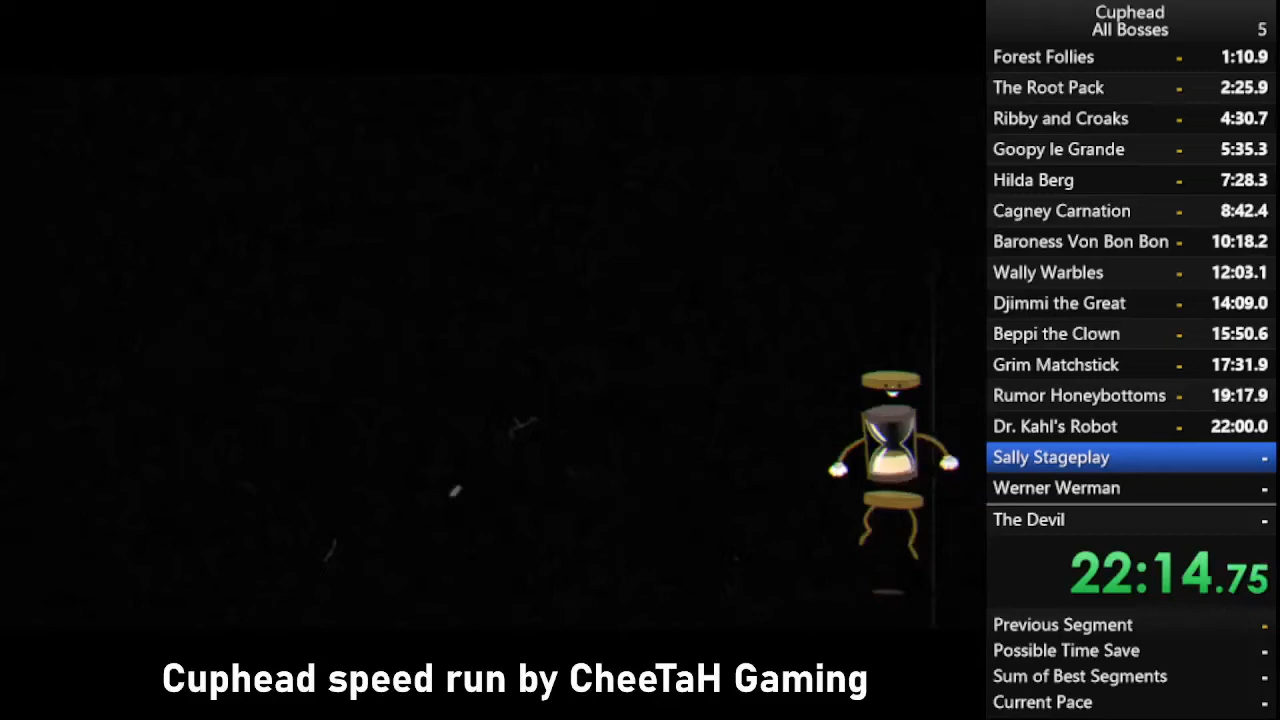 Cuphead
All Bosses 5
Forest Follies - 1:10.9
The Root Pack - 2:25.9
Ribby and Croaks - 4:30.7
Goopy le Grande - 5:35.3
Hilda Berg - 7:28.3
Cagney Carnation - 8:42.4
Baroness Von Bon Bon - 10:18.2
Wally Warbles - 12:03.1
Djimmi the Great - 14:09.0
Beppi the Clown - 15:50.6
Grim Matchstick - 17:31.9
Rumor Honeybottoms - 19:17.9
Dr. Kahl's Robot - 22:00.0
Sally Stageplay -
Werner Werman -
The Devil -
22:14.75
Previous Segment -
Possible Time Save -
Sum of Best Segments -
Current Pace -
Cuphead speed run by CheeTaH Gaming